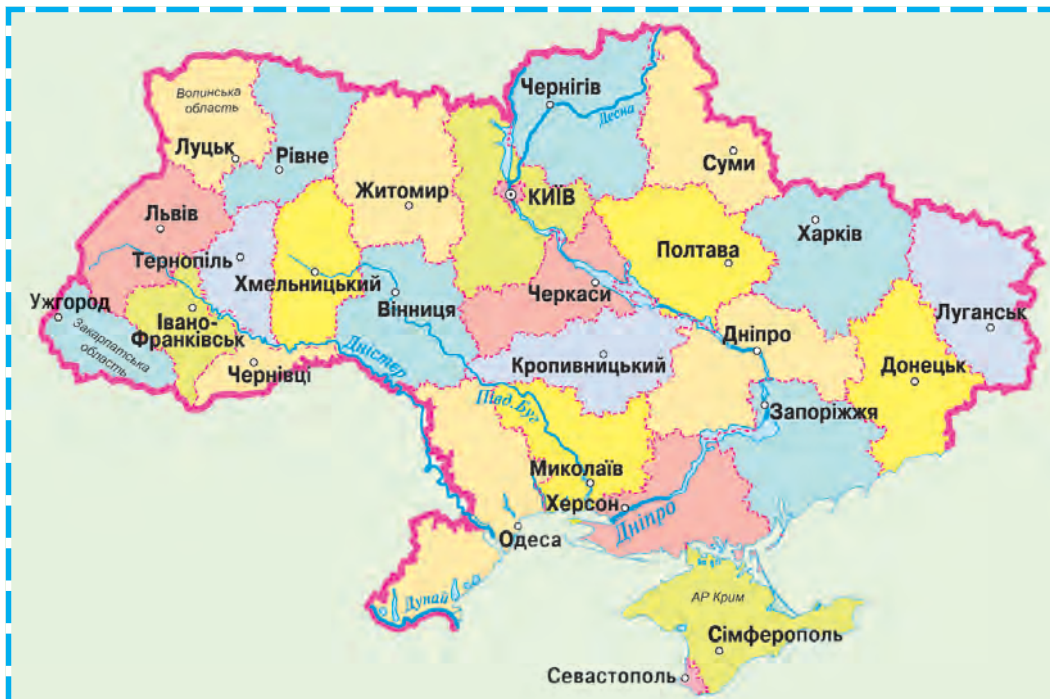 Чернігів
Десна
Волинська
область
Луцьк
Рівне
Суми
Житомир
КИЇВ
Львів
Харків
Полтава
Тернопіль
Хмельницький
Черкаси
Ужгород
Вінниця
Івано-
Франківськ
Луганськ
Закарпатська
область
Дніпро
Дністер
Кропивницький
Донецьк
Чернівці
Півд. Буг
Запоріжжя
Миколаїв
Херсон
Дніпро
Одеса
Дунай
АР Крим
Сімферополь
Севастополь